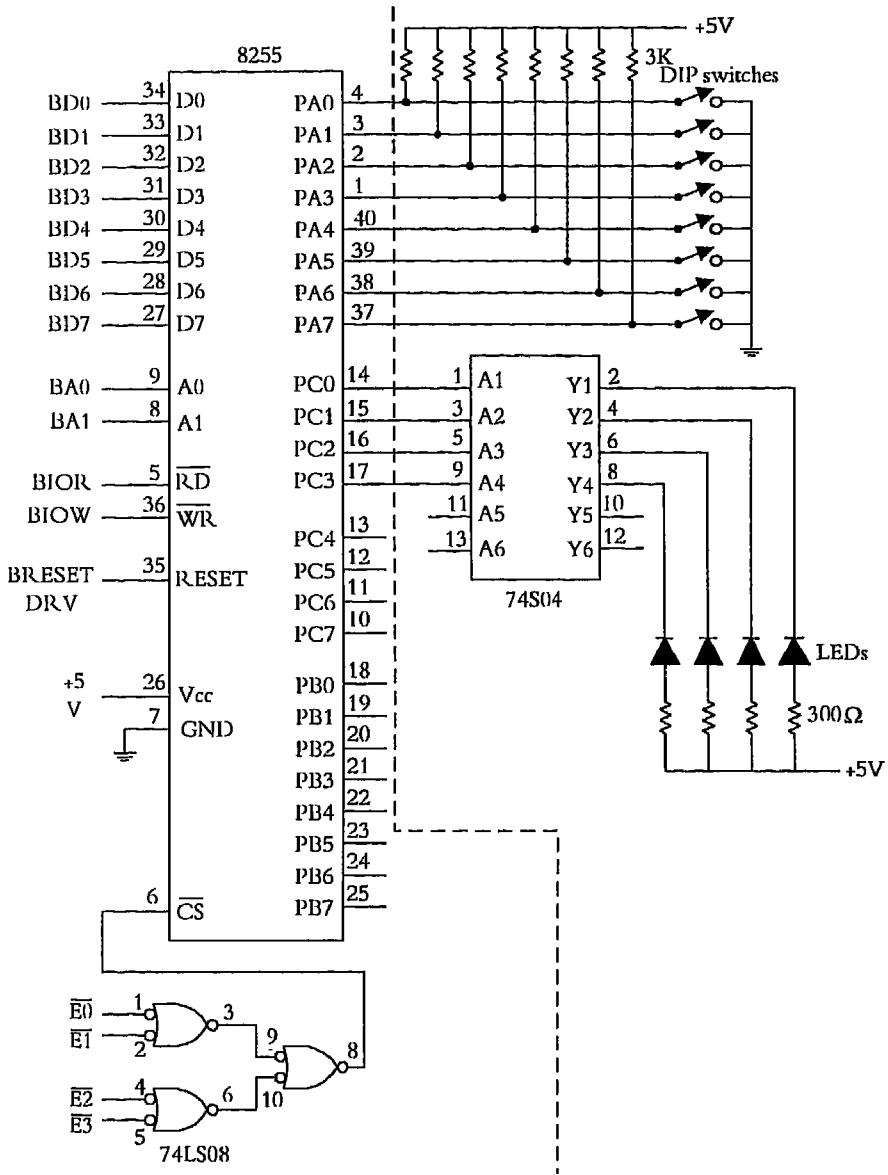 +5V
8255
3K
DIP switches
BD0 34 D0 PA0 4
BD1 33 D1 PA1 3
BD2 32 D2 PA2 2
BD3 31 D3 PA3 1
BD4 30 D4 PA4 40
BD5 29 D5 PA5 39
BD6 28 D6 PA6 38
BD7 27 D7 PA7 37
BA0 9 A0 PC0 14 1 A1 Y1 2
BA1 8 A1 PC1 15 3 A2 Y2 4
PC2 16 5 A3 Y3 6
BIOR 5 RD PC3 17 9 A4 Y4 8
BIOW 36 WR 11 A5 Y5 10
PC4 13 13 A6 Y6 12
BRESET 35 RESET PC5 12
DRV PC6 11 74S04
PC7 10
LEDs
+5 26 Vcc PB0 18
V
7 GND PB1 19 300Ω
PB2 20
PB3 21 +5V
PB4 22
PB5 23
PB6 24
6 CS PB7 25
E0 1 3
E1 2 9 8
E2 4 6 10
E3 5
74LS08